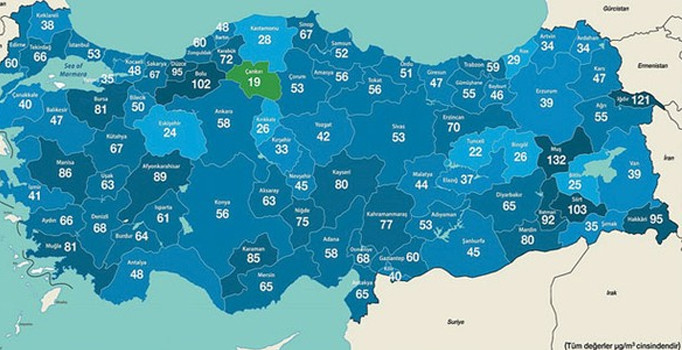 Kırklareli
38
Edirne
60
Tekirdağ
66
İstanbul
53
Kocaeli
48
Yalova
35
Sakarya
67
Düzce
95
Zonguldak
60
Bartın
48
Karabük
72
Kastamonu
28
Sinop
67
Samsun
52
Bolu
102
Çankırı
19
Çorum
53
Amasya
56
Tokat
56
Ordu
51
Giresun
47
Trabzon
59
Gümüşhane
55
Bayburt
46
Rize
29
Artvin
34
Ardahan
34
Kars
47
Iğdır
121
Ağrı
55
Erzurum
39
Erzincan
70
Sivas
53
Yozgat
42
Kırıkkale
26
Kırşehir
33
Ankara
58
Eskişehir
24
Bilecik
50
Bursa
81
Çanakkale
40
Balıkesir
47
Kütahya
67
Manisa
86
İzmir
41
Uşak
63
Afyonkarahisar
89
Aydın
66
Denizli
68
Muğla
81
Burdur
64
Isparta
61
Antalya
48
Konya
56
Aksaray
63
Nevşehir
45
Niğde
75
Kayseri
80
Karaman
85
Mersin
65
Adana
58
Osmaniye
68
Antakya
65
Kilis
40
Gaziantep
60
Kahramanmaraş
77
Malatya
44
Adıyaman
53
Şanlıurfa
45
Elazığ
37
Tunceli
22
Bingöl
26
Muş
132
Bitlis
25
Van
39
Diyarbakır
65
Batman
92
Siirt
103
Mardin
80
Şırnak
35
Hakkâri
95
Sea of
Marmara
Gürcistan
Ermenistan
İran
Irak
Suriye
(Tüm değerler µg/m³ cinsindendir)